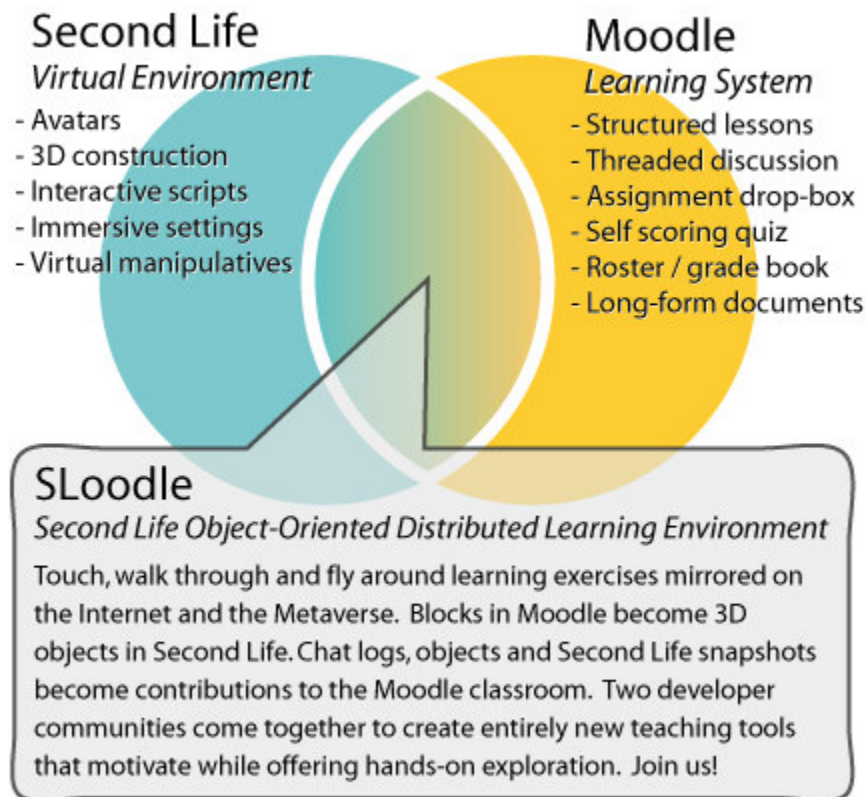 Second Life
Virtual Environment
- Avatars
- 3D construction
- Interactive scripts
- Immersive settings
- Virtual manipulatives
Moodle
Learning System
- Structured lessons
- Threaded discussion
- Assignment drop-box
- Self scoring quiz
- Roster / grade book
- Long-form documents
SLoodle
Second Life Object-Oriented Distributed Learning Environment
Touch, walk through and fly around learning exercises mirrored on
the Internet and the Metaverse. Blocks in Moodle become 3D
objects in Second Life. Chat logs, objects and Second Life snapshots
become contributions to the Moodle classroom. Two developer
communities come together to create entirely new teaching tools
that motivate while offering hands-on exploration. Join us!